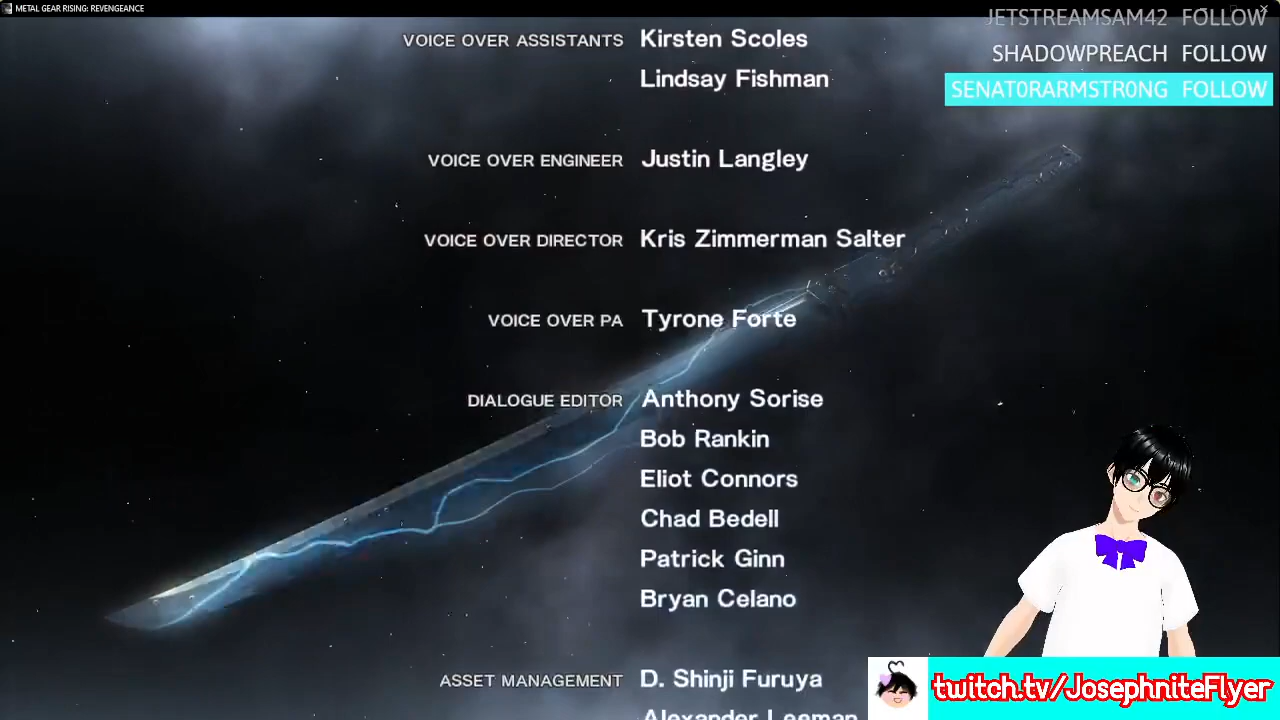 METAL GEAR RISING: REVENGEANCE
JETSTREAMSAM42 FOLLOW
SHADOWPREACH FOLLOW
SENAT0RARMSTR0NG FOLLOW
VOICE OVER ASSISTANTS Kirsten Scoles
Lindsay Fishman
VOICE OVER ENGINEER Justin Langley
VOICE OVER DIRECTOR Kris Zimmerman Salter
VOICE OVER PA Tyrone Forte
DIALOGUE EDITOR Anthony Sorise
Bob Rankin
Eliot Connors
Chad Bedell
Patrick Ginn
Bryan Celano
ASSET MANAGEMENT D. Shinji Furuya
Alexander Leeman
twitch.tv/JosephniteFlyer